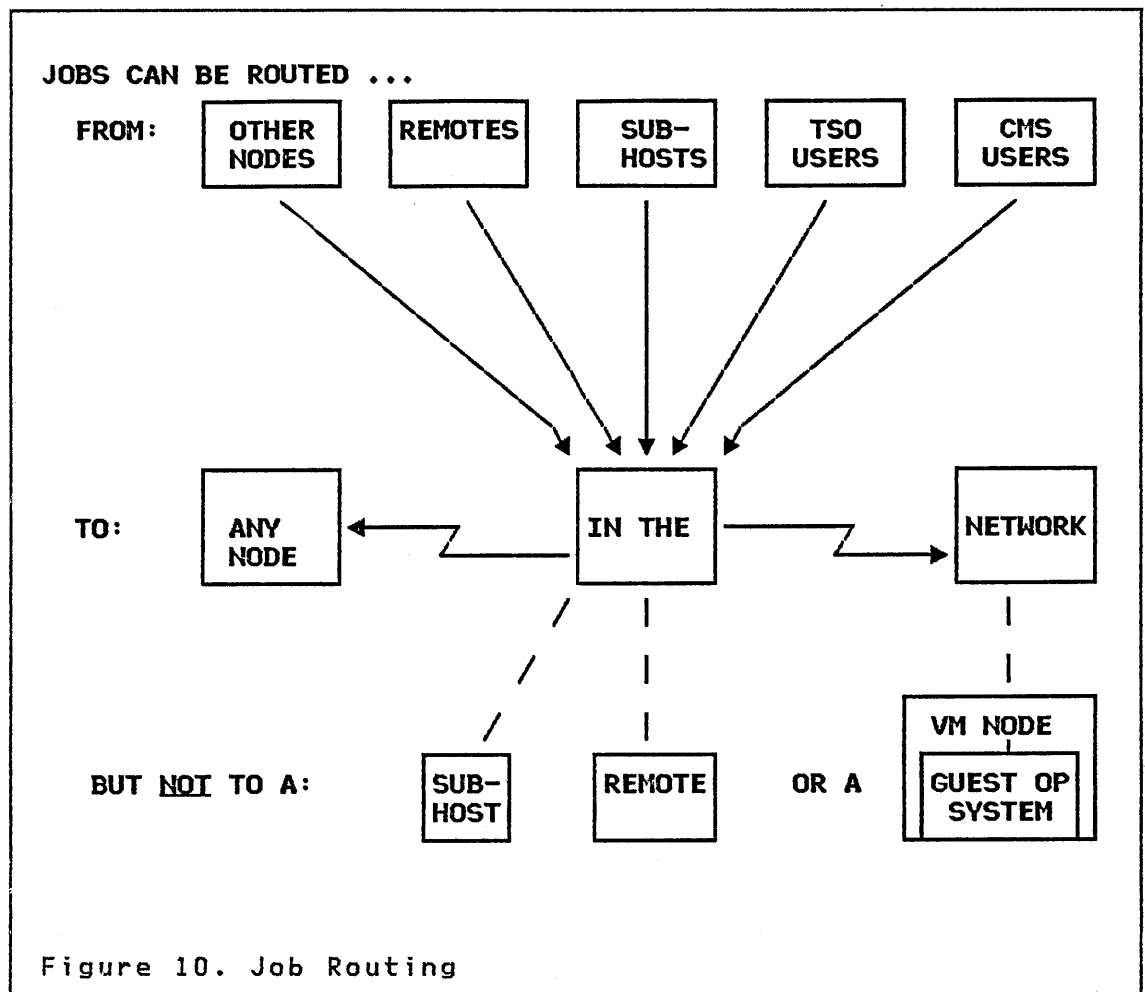 JOBS CAN BE ROUTED ...
FROM:
OTHER
NODES
REMOTES
SUB-
HOSTS
TSO
USERS
CMS
USERS
TO:
ANY
NODE
IN THE
NETWORK
BUT NOT TO A:
SUB-
HOST
REMOTE
OR A
VM NODE
GUEST OP
SYSTEM
Figure 10. Job Routing